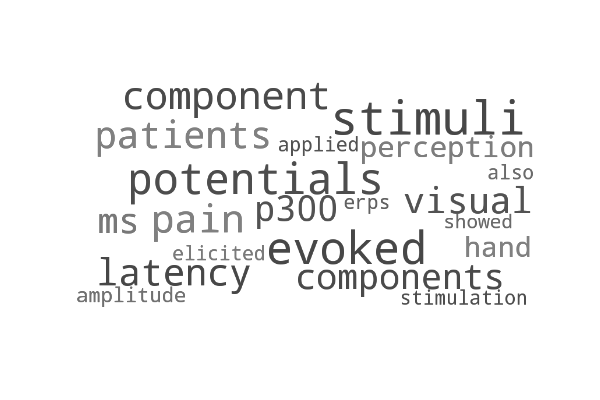 component
stimuli
patients
applied
perception
also
potentials
p300
erps
visual
ms
pain
showed
elicited
evoked
hand
latency
components
amplitude
stimulation